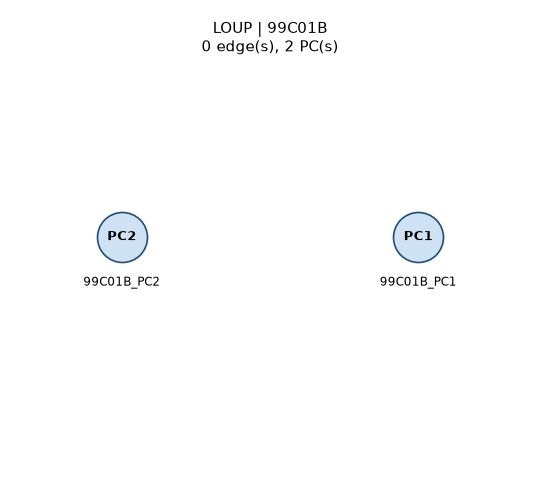 LOUP | 99C01B
0 edge(s), 2 PC(s)
PC2
PC1
99C01B_PC2
99C01B_PC1